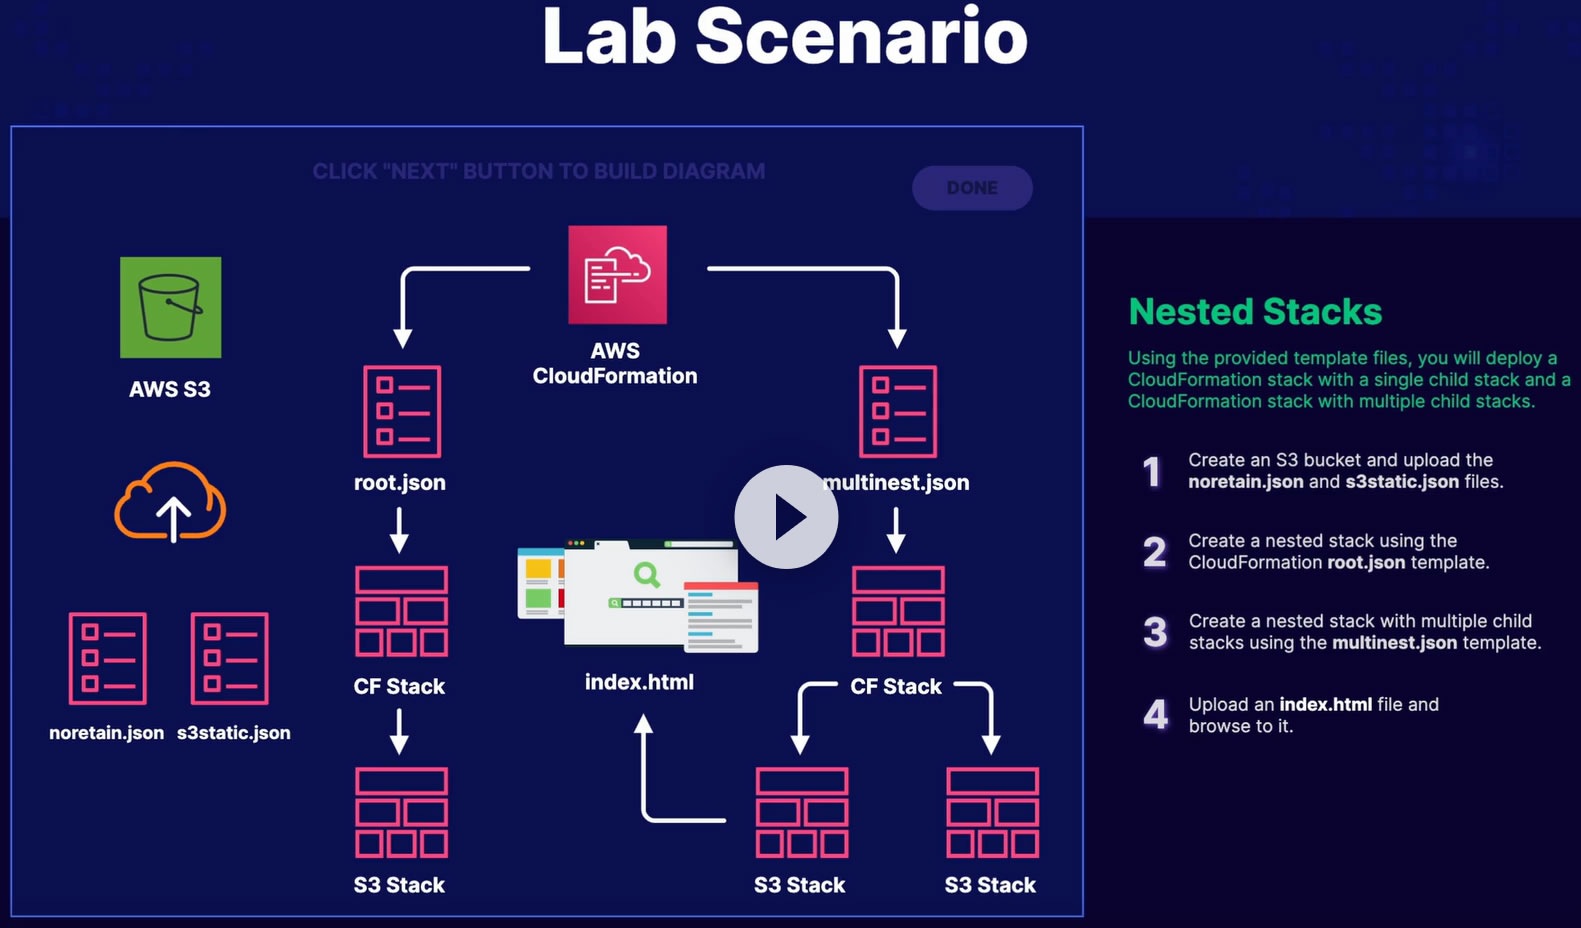 Lab Scenario
CLICK "NEXT" BUTTON TO BUILD DIAGRAM
DONE
AWS S3
AWS
CloudFormation
root.json
multinest.json
noretain.json
s3static.json
CF Stack
index.html
CF Stack
S3 Stack
S3 Stack
S3 Stack
Nested Stacks
Using the provided template files, you will deploy a
CloudFormation stack with a single child stack and a
CloudFormation stack with multiple child stacks.
1 Create an S3 bucket and upload the
noretain.json and s3static.json files.
2 Create a nested stack using the
CloudFormation root.json template.
3 Create a nested stack with multiple child
stacks using the multinest.json template.
4 Upload an index.html file and
browse to it.